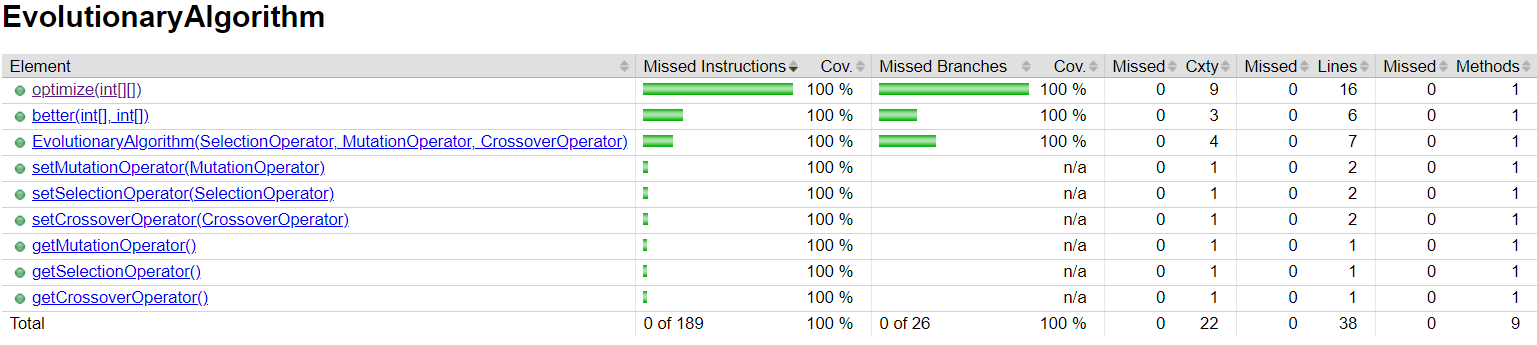 EvolutionaryAlgorithm
Element Missed Instructions Cov. Missed Branches Cov. Missed Cxty Missed Lines Missed Methods
optimize(int[][]) 100 % 100 % 0 9 0 16 0 1
better(int[], int[]) 100 % 100 % 0 3 0 6 0 1
EvolutionaryAlgorithm(SelectionOperator, MutationOperator, CrossoverOperator) 100 % 100 % 0 4 0 7 0 1
setMutationOperator(MutationOperator) 100 % n/a 0 1 0 2 0 1
setSelectionOperator(SelectionOperator) 100 % n/a 0 1 0 2 0 1
setCrossoverOperator(CrossoverOperator) 100 % n/a 0 1 0 2 0 1
getMutationOperator() 100 % n/a 0 1 0 1 0 1
getSelectionOperator() 100 % n/a 0 1 0 1 0 1
getCrossoverOperator() 100 % n/a 0 1 0 1 0 1
Total 0 of 189 100 % 0 of 26 100 % 0 22 0 38 0 9